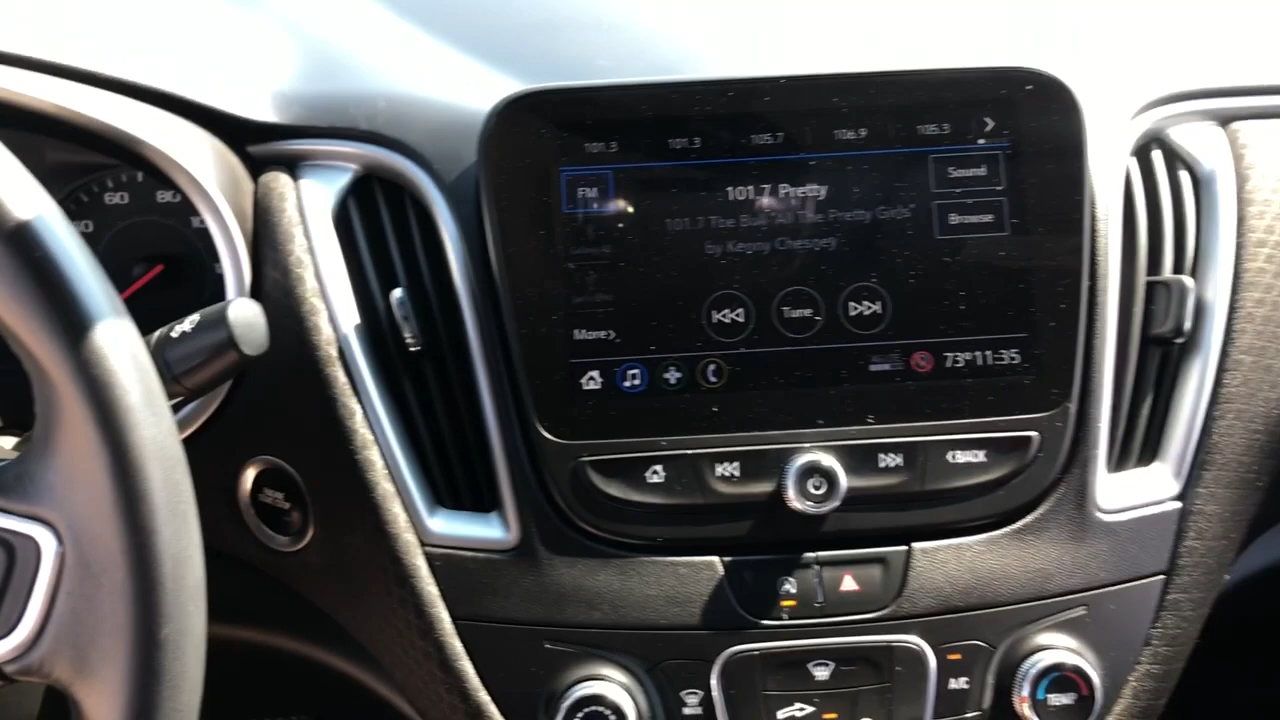 60 80
101.3 101.3 105.7 106.9 105.3
FM
101.7 Pretty
Sound
101.7 The Bull "All The Pretty Girls"
by Kenny Chesney
Browse
Tune
More
73° 11:35
BACK
A/C
TEMP